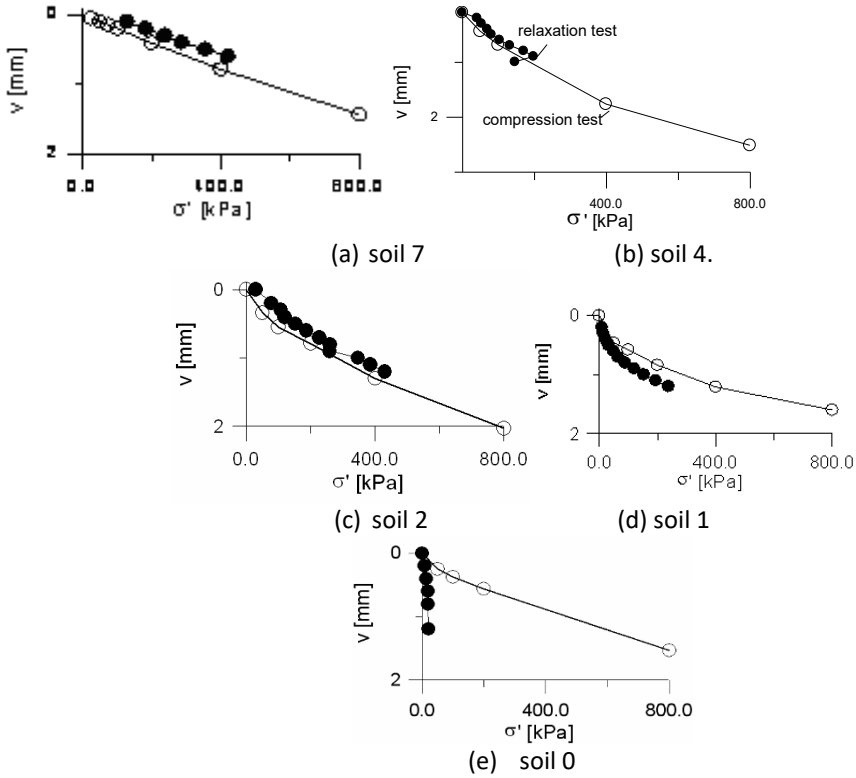 0
v [mm]
2
0.0 400.0 800.0
σ' [kPa]
(a) soil 7
relaxation test
v [mm]
2
compression test
400.0 800.0
σ' [kPa]
(b) soil 4.
0
v [mm]
2
0.0 400.0 800.0
σ' [kPa]
(c) soil 2
0
v [mm]
2
0.0 400.0 800.0
σ' [kPa]
(d) soil 1
0
v [mm]
2
0.0 400.0 800.0
σ' [kPa]
(e) soil 0